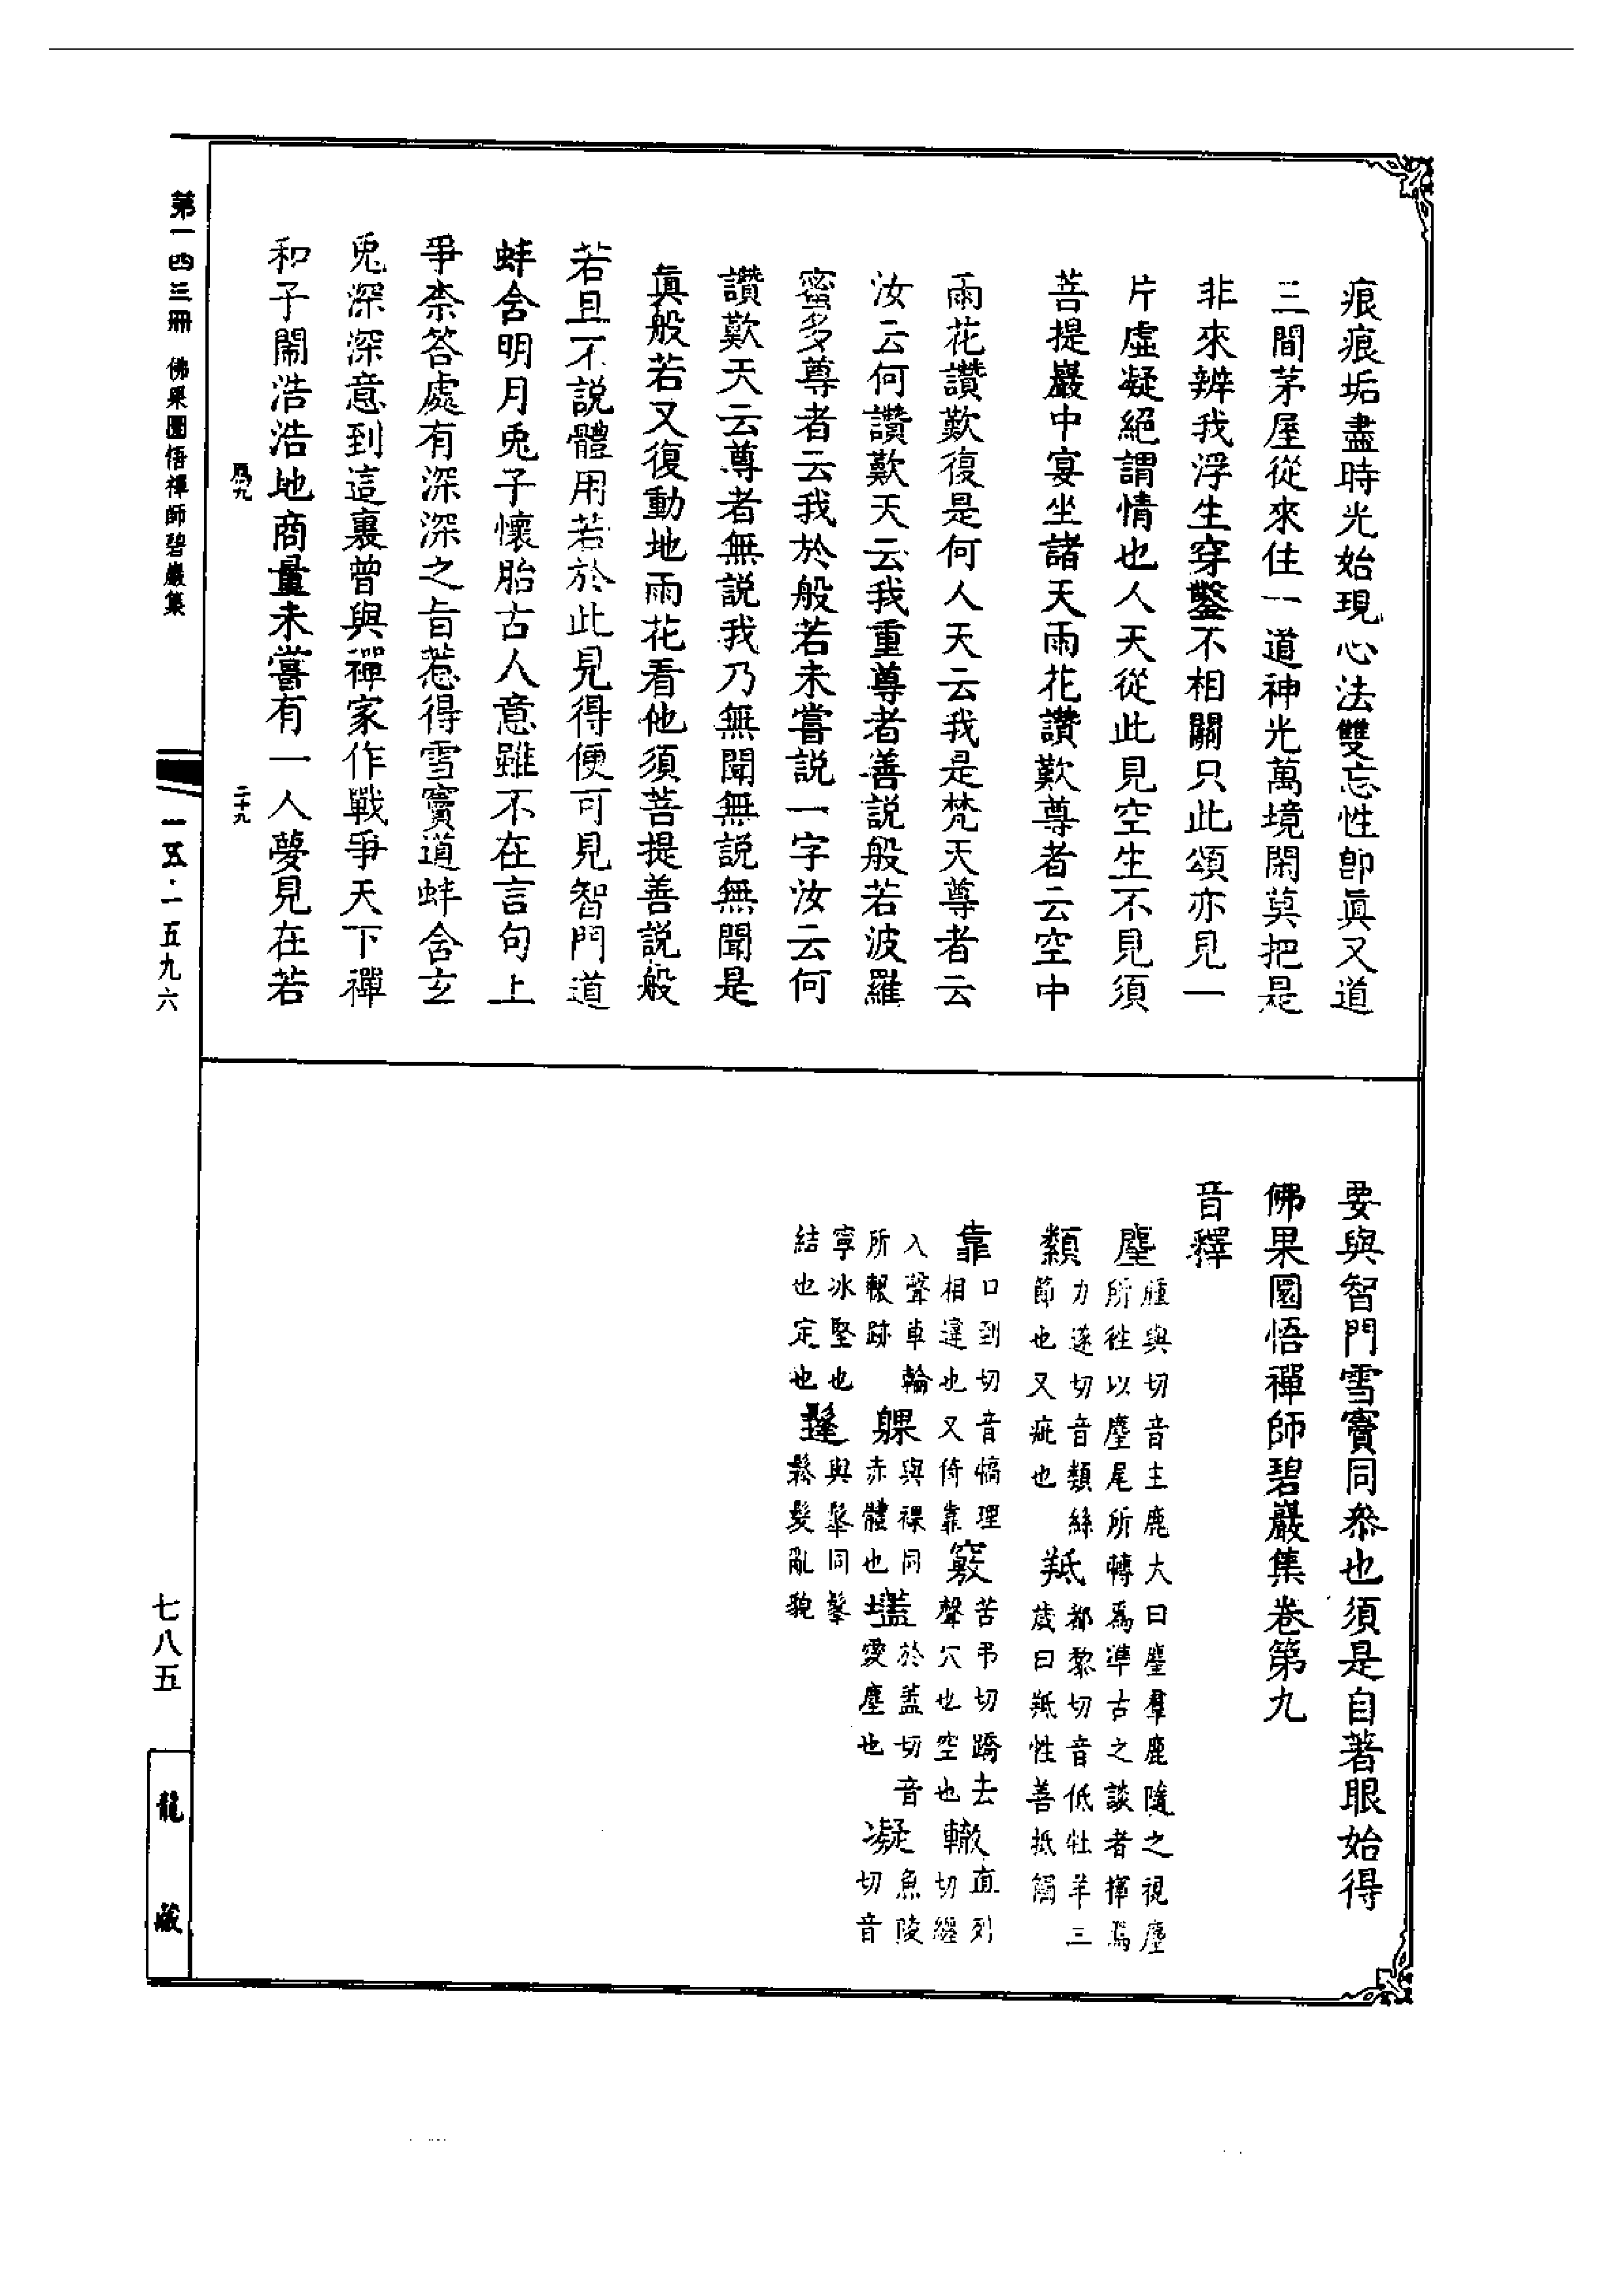 痕痕垢盡時光始現心法雙忘性即眞又道
三間茅屋從來住一道神光萬境閑莫把是
非來辨我浮生穿鑿不相關只此頌亦見一
片虛凝絕謂情也人天從此見空生不見須
菩提巖中宴坐諸天雨花讚歎尊者云空中
雨花讚歎復是何人天云我是梵天尊者云
汝云何讚歎天云我重尊者善説般若波羅
蜜多尊者云我於般若未嘗説一字汝云何
讚歎天云尊者無説我乃無聞無説無聞是
眞般若又復動地雨花看他須菩提善説般
若且不説體用若於此見得便可見智門道
蚌含明月兎子懷胎古人意雖不在言句上
爭柰答處有深深之旨惹得雪竇道蚌含玄
兎深深意到這裏曾與禪家作戰爭天下禪
和子鬧浩浩地商量未嘗有一人夢見在若
要與智門雪竇同叅也須是自著眼始得
佛果圜悟禪師碧巖集卷第九
音釋
麈
腫與切音主鹿大曰麈羣鹿隨之視麈
所往以麈尾所轉爲準古之談者揮焉
纇
力遂切音類絲
節也又疵也
羝
都黎切音低牡羊三
歲曰羝性善抵觸
靠
口到切音犒理
相違也又倚靠
竅
苦弔切蹻去
聲穴也空也
轍
直列
切纏
入聲車輪
所輾跡
躶
與裸同
赤體也
壒
於蓋切音
愛塵也
凝
魚陵
切音
寧冰堅也
結也定也
鬔
與髼同髼
鬆髮亂貌
第一四三冊 佛果圜悟禪師碧巖集
二十九
一五·一五九六
七八五
龍藏